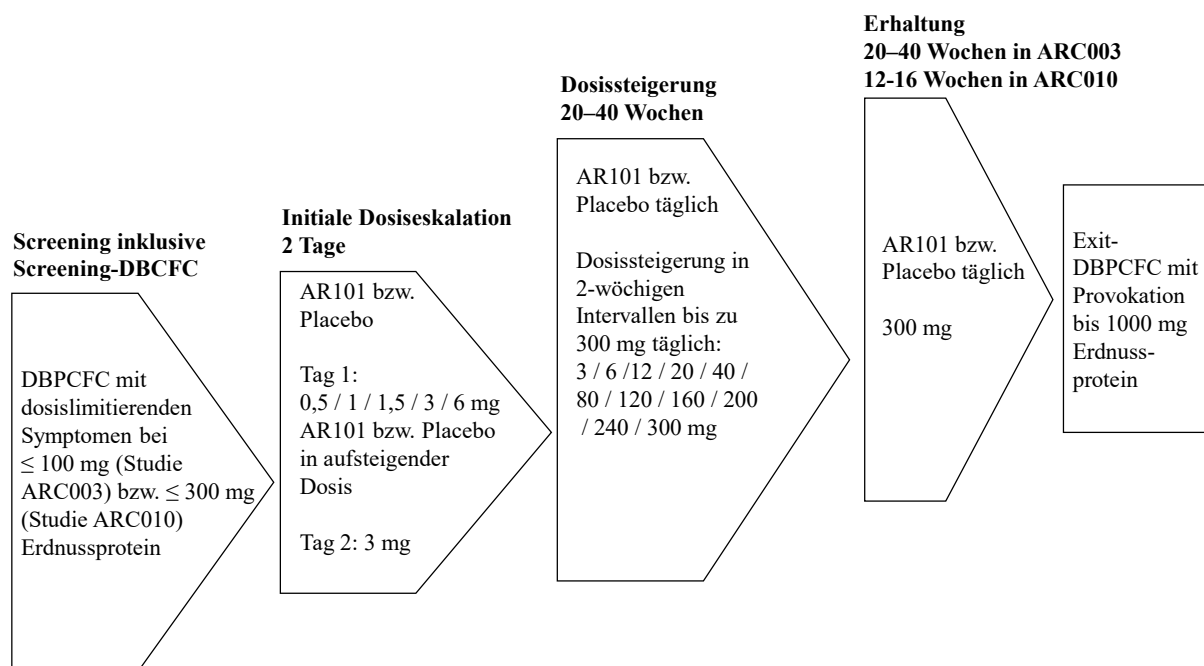 Screening inklusive
Screening-DBCFC
DBPCFC mit
dosislimitierenden
Symptomen bei
≤ 100 mg (Studie
ARC003) bzw. ≤ 300 mg
(Studie ARC010)
Erdnussprotein
Initiale Dosiseskalation
2 Tage
AR101 bzw.
Placebo
Tag 1:
0,5 / 1 / 1,5 / 3 / 6 mg
AR101 bzw. Placebo
in aufsteigender
Dosis
Tag 2: 3 mg
Dosissteigerung
20–40 Wochen
AR101 bzw.
Placebo täglich
Dosissteigerung in
2-wöchigen
Intervallen bis zu
300 mg täglich:
3 / 6 /12 / 20 / 40 /
80 / 120 / 160 / 200
/ 240 / 300 mg
Erhaltung
20–40 Wochen in ARC003
12-16 Wochen in ARC010
AR101 bzw.
Placebo täglich
300 mg
Exit-
DBPCFC mit
Provokation
bis 1000 mg
Erdnuss-
protein